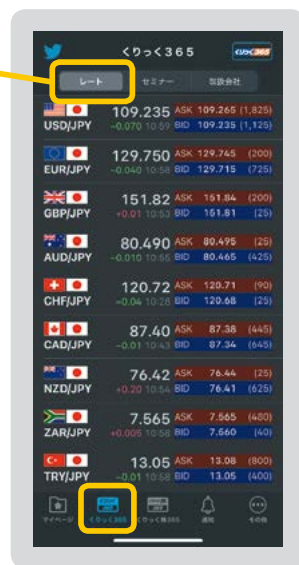 くりっく365
くりっく365
レート セミナー 取扱会社
109.235 ASK 109.265 (1,825)
USD/JPY -0.070 10:59 BID 109.235 (1,125)
129.750 ASK 129.745 (200)
EUR/JPY -0.040 10:58 BID 129.715 (725)
151.82 ASK 151.84 (200)
GBP/JPY +0.01 10:53 BID 151.81 (25)
80.490 ASK 80.495 (25)
AUD/JPY -0.010 10:55 BID 80.465 (425)
120.72 ASK 120.71 (90)
CHF/JPY -0.04 10:28 BID 120.68 (25)
87.40 ASK 87.38 (445)
CAD/JPY -0.01 10:43 BID 87.34 (645)
76.42 ASK 76.44 (25)
NZD/JPY +0.20 10:54 BID 76.41 (625)
7.565 ASK 7.565 (480)
ZAR/JPY +0.005 10:58 BID 7.560 (40)
13.05 ASK 13.08 (800)
TRY/JPY -0.01 10:58 BID 13.05 (400)
マイページ くりっく365 くりっく株365 通知 その他